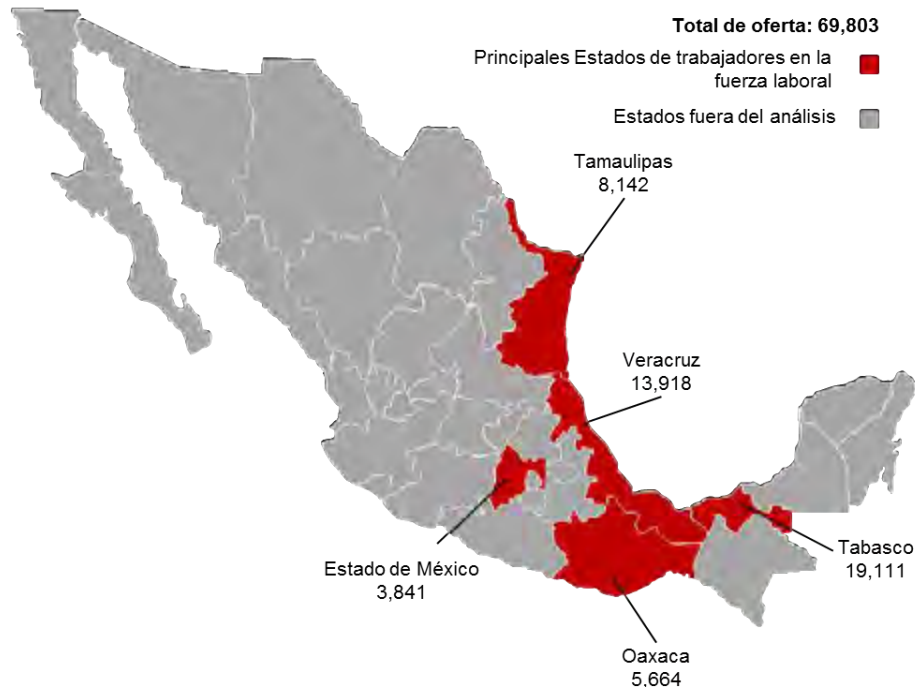 Total de oferta: 69,803
Principales Estados de trabajadores en la
fuerza laboral
Estados fuera del análisis
Tamaulipas
8,142
Veracruz
13,918
Tabasco
19,111
Estado de México
3,841
Oaxaca
5,664